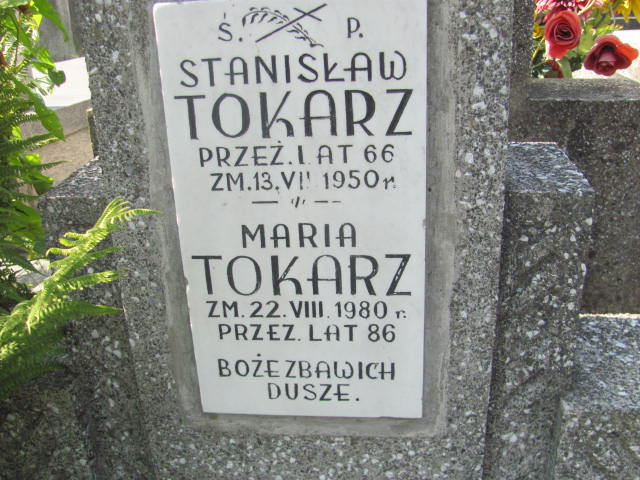 Ś. P.
STANISŁAW
TOKARZ
PRZEŻ. LAT 66
ZM. 13. VII 1950 r.
MARIA
TOKARZ
ZM. 22. VIII. 1980 r.
PRZEZ. LAT 86
BOŻE ZBAW ICH
DUSZE.